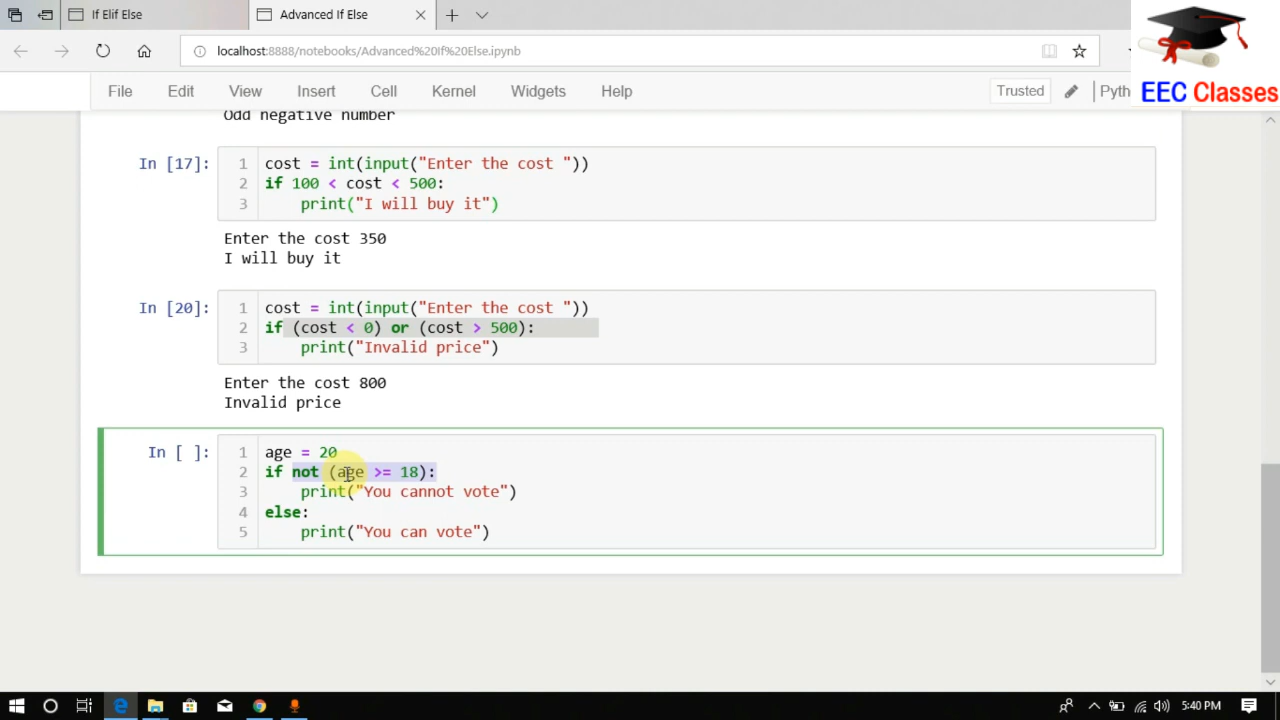 If Elif Else
Advanced If Else
localhost:8888/notebooks/Advanced%20If%20Else.ipynb
EEC Classes
File Edit View Insert Cell Kernel Widgets Help
Trusted
Pyth
Odd negative number
In [17]:
1 cost = int(input("Enter the cost "))
2 if 100 < cost < 500:
3 print("I will buy it")
Enter the cost 350
I will buy it
In [20]:
1 cost = int(input("Enter the cost "))
2 if (cost < 0) or (cost > 500):
3 print("Invalid price")
Enter the cost 800
Invalid price
In [ ]:
1 age = 20
2 if not (age >= 18):
3 print("You cannot vote")
4 else:
5 print("You can vote")
5:40 PM